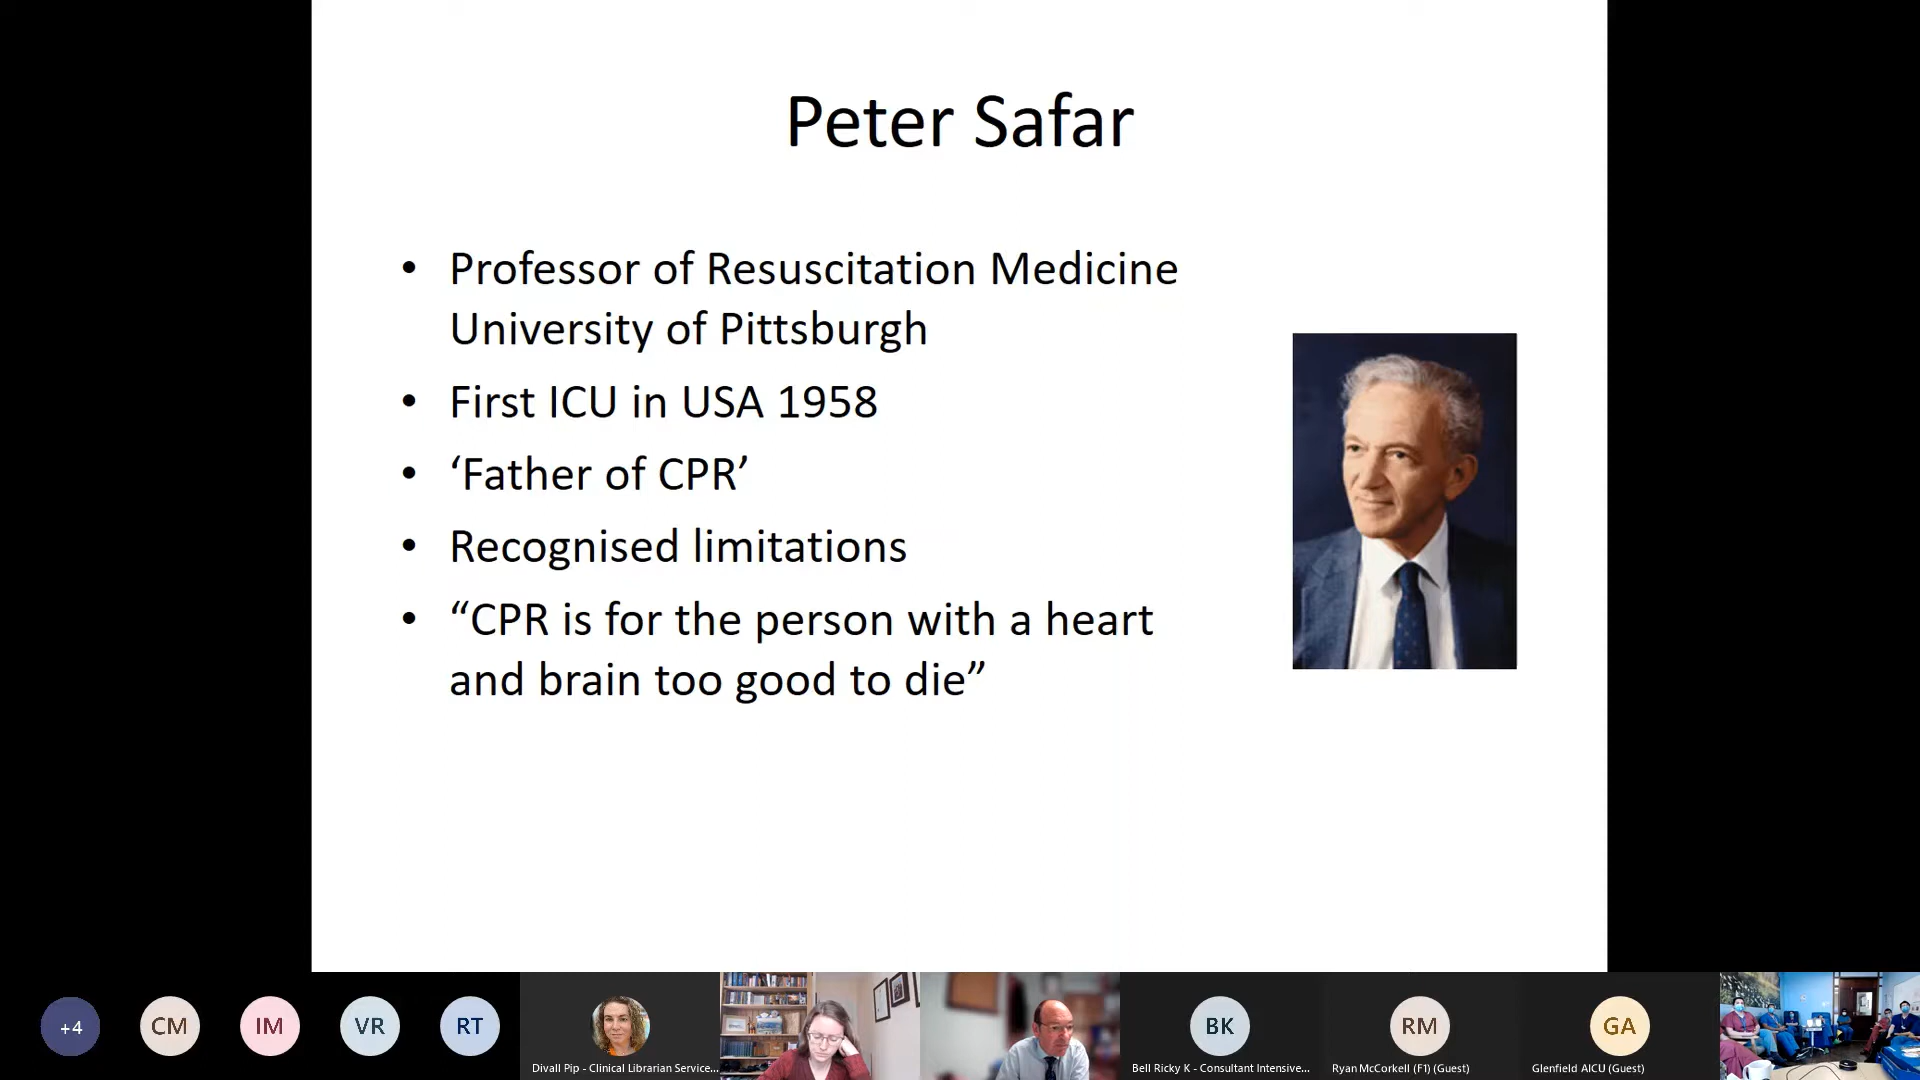 Peter Safar
• Professor of Resuscitation Medicine
University of Pittsburgh
• First ICU in USA 1958
• ‘Father of CPR’
• Recognised limitations
• “CPR is for the person with a heart
and brain too good to die”
+4
CM
IM
VR
RT
Divall Pip - Clinical Librarian Service...
BK
Bell Ricky K - Consultant Intensive...
RM
Ryan McCorkell (F1) (Guest)
GA
Glenfield AICU (Guest)